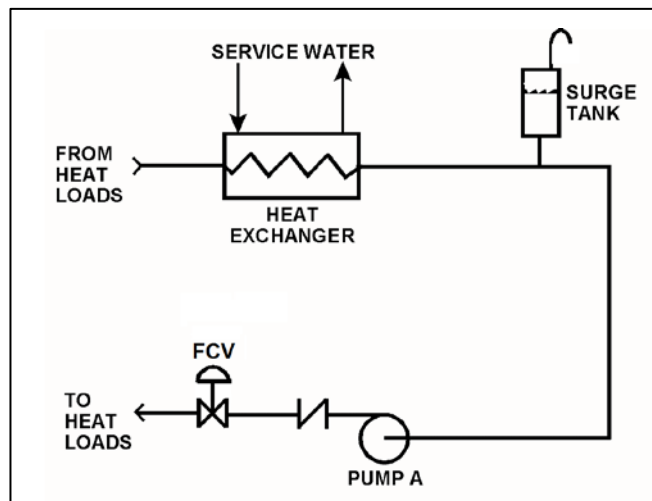 SERVICE WATER
SURGE
TANK
FROM
HEAT
LOADS
HEAT
EXCHANGER
FCV
TO
HEAT
LOADS
PUMP A